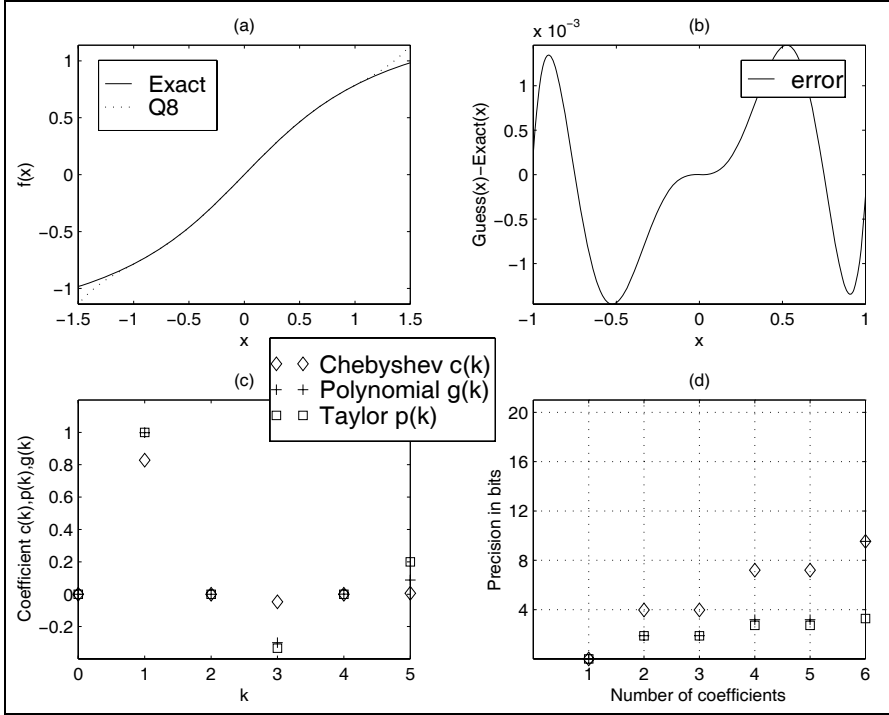 (a)
1
0.5
0
−0.5
−1
−1.5
−1
−0.5
0
0.5
1
1.5
f(x)
x
Exact
Q8
(b)
x 10^−3
1
0.5
0
−0.5
−1
−1
−0.5
0
0.5
1
Guess(x)−Exact(x)
x
error
Chebyshev c(k)
Polynomial g(k)
Taylor p(k)
(c)
1
0.8
0.6
0.4
0.2
0
−0.2
0
1
2
3
4
5
Coefficient c(k),p(k),g(k)
k
(d)
20
16
12
8
4
1
2
3
4
5
6
Precision in bits
Number of coefficients